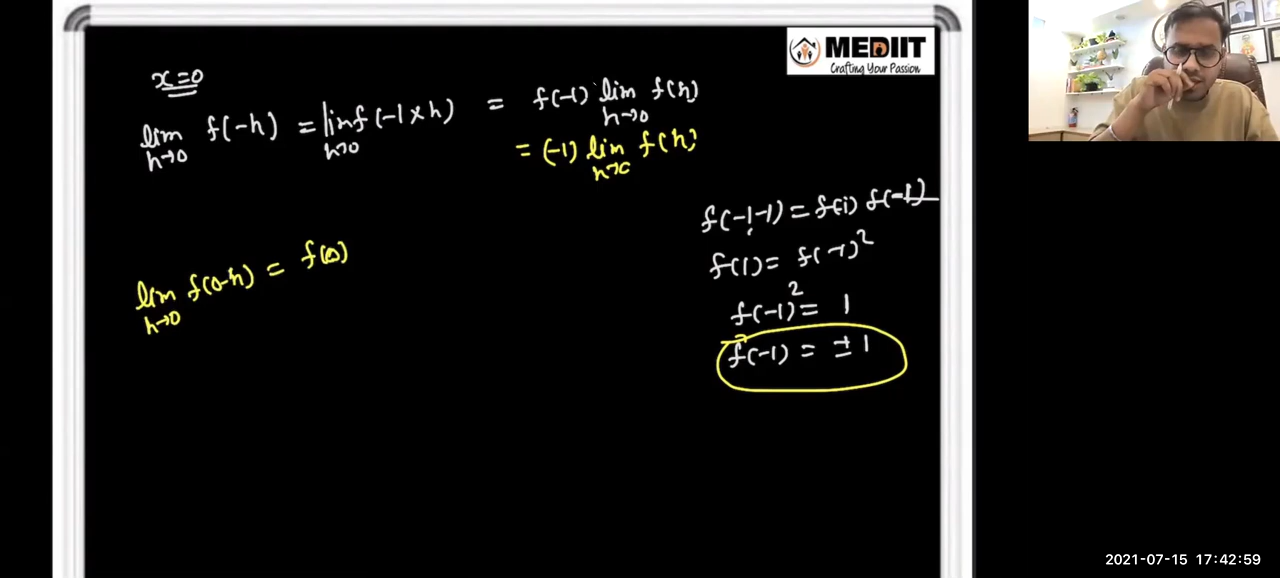 MEDIIT
Crafting Your Passion
x=0
lim h→0 f(-h) = lim h→0 f(-1×h) = f(-1) lim h→0 f(h)
= (-1) lim h→0 f(h)
f(-1·-1) = f(-1) f(-1)
f(1) = f(-1)²
f(-1)² = 1
f(-1) = ±1
lim h→0 f(0-h) = f(0)
2021-07-15 17:42:59